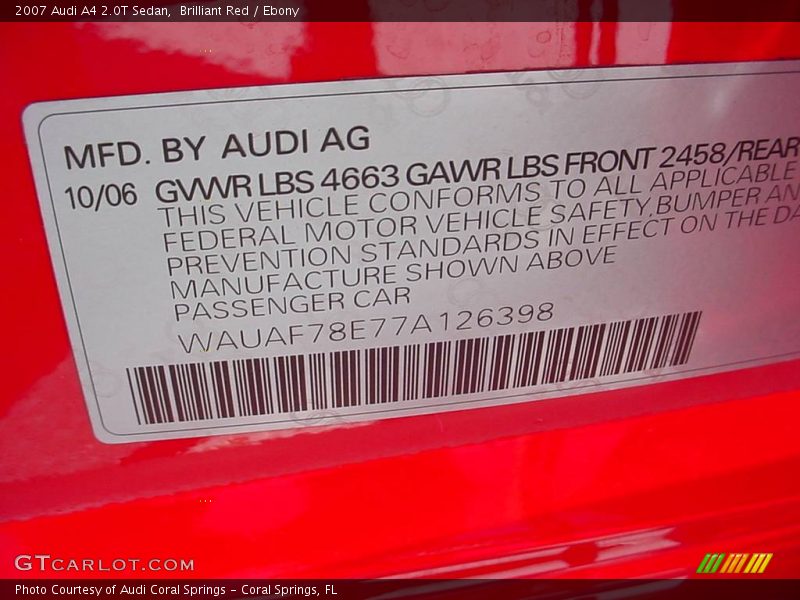 2007 Audi A4 2.0T Sedan, Brilliant Red / Ebony
MFD. BY AUDI AG
10/06 GVWR LBS 4663 GAWR LBS FRONT 2458/REAR
THIS VEHICLE CONFORMS TO ALL APPLICABLE
FEDERAL MOTOR VEHICLE SAFETY, BUMPER AN
PREVENTION STANDARDS IN EFFECT ON THE DA
MANUFACTURE SHOWN ABOVE
PASSENGER CAR
WAUAF78E77A126398
GTCARLOT.COM
Photo Courtesy of Audi Coral Springs - Coral Springs, FL